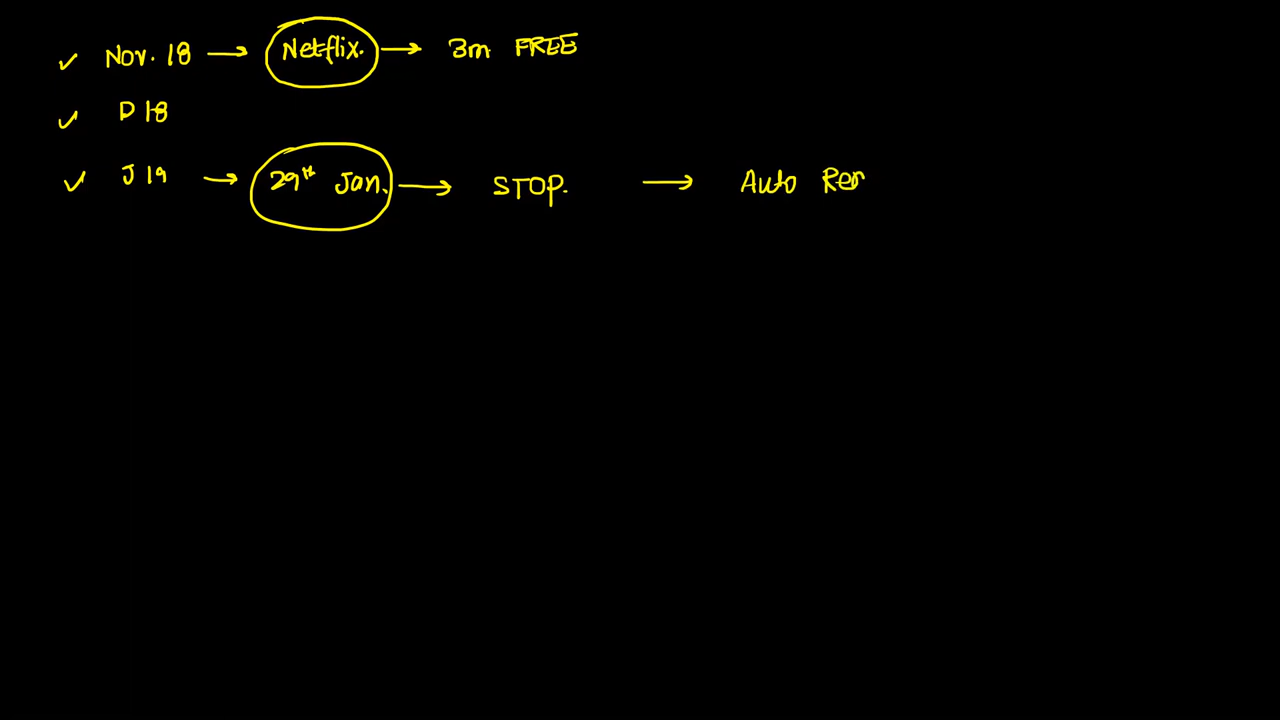 ✓ Nov. 18 → Netflix. → 3m FREE
✓ D 18
✓ J 19 → 29th Jan. → STOP. → Auto Ren